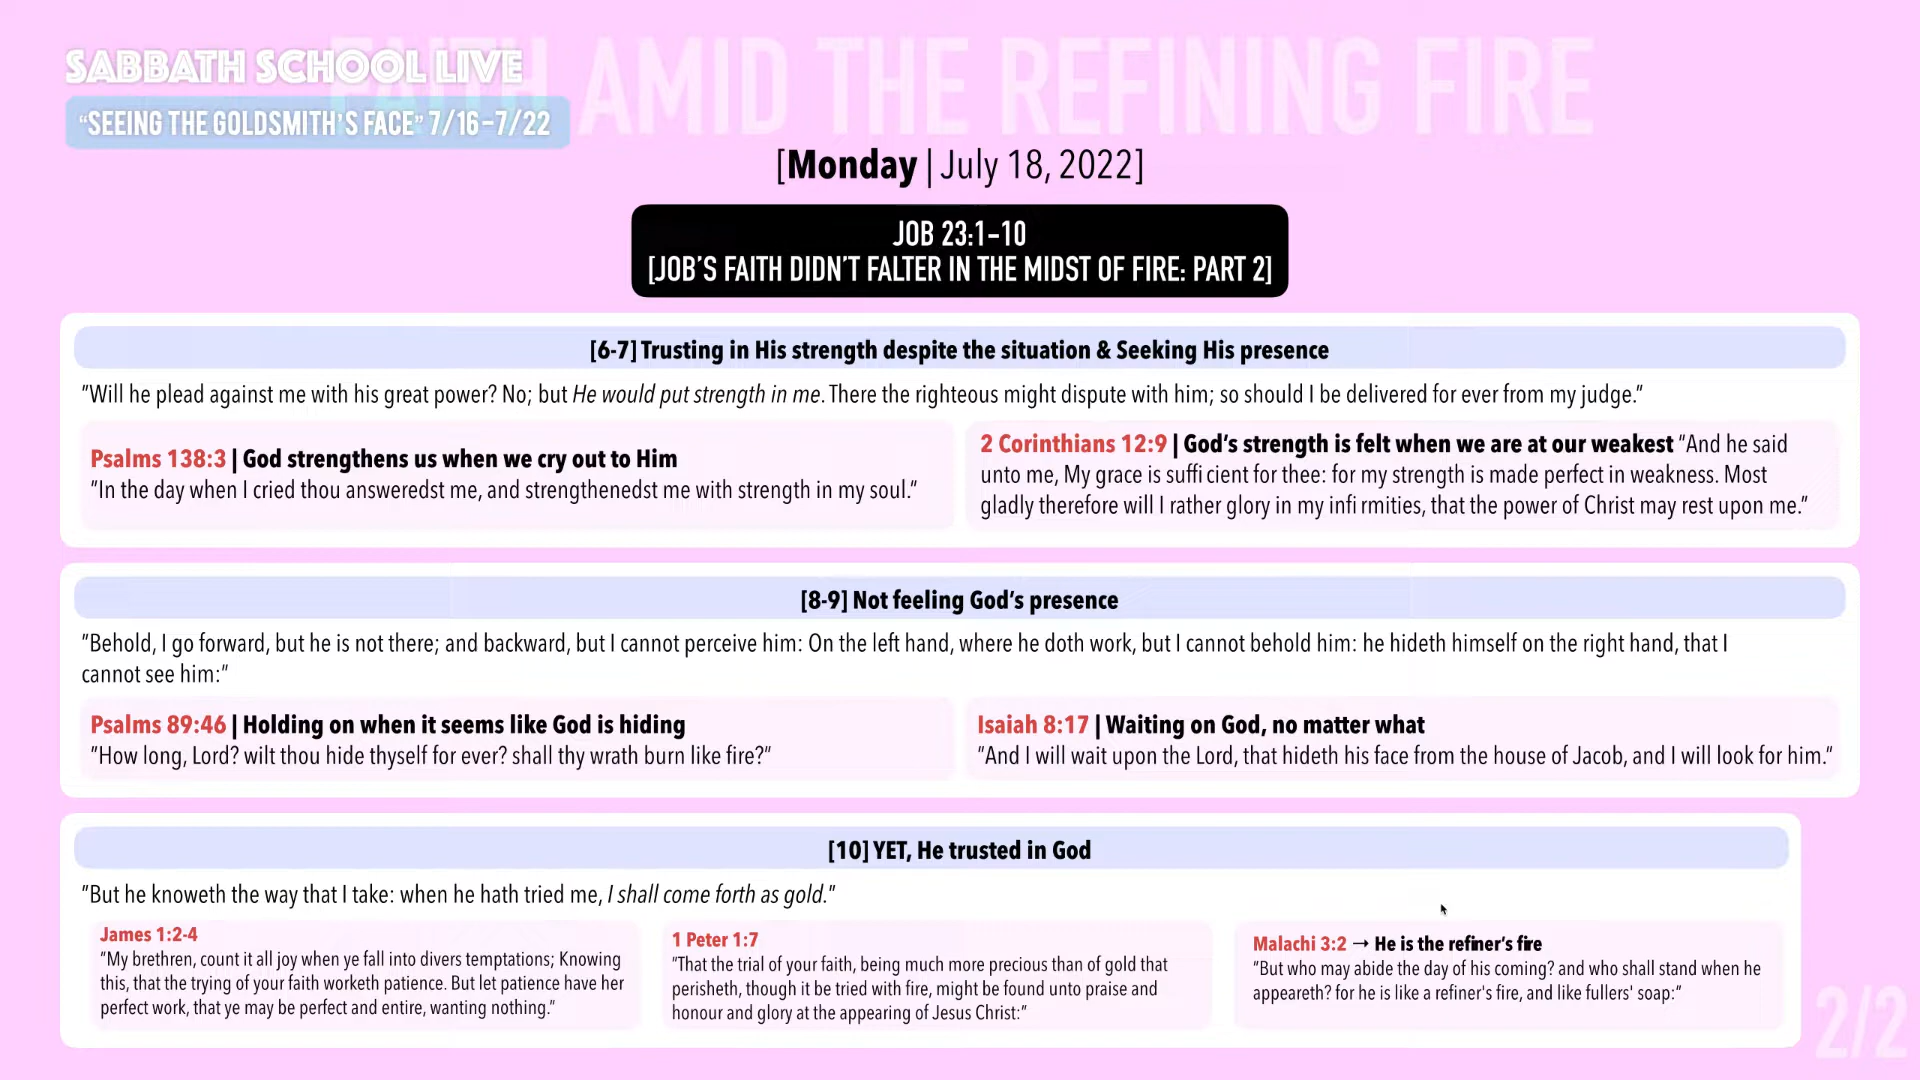 FAITH AMID THE REFINING FIRE
SABBATH SCHOOL LIVE
“SEEING THE GOLDSMITH’S FACE” 7/16–7/22
[Monday | July 18, 2022]
JOB 23:1–10
[JOB’S FAITH DIDN’T FALTER IN THE MIDST OF FIRE: PART 2]
[6-7] Trusting in His strength despite the situation & Seeking His presence
“Will he plead against me with his great power? No; but He would put strength in me. There the righteous might dispute with him; so should I be delivered for ever from my judge.”
Psalms 138:3 | God strengthens us when we cry out to Him
“In the day when I cried thou answeredst me, and strengthenedst me with strength in my soul.”
2 Corinthians 12:9 | God’s strength is felt when we are at our weakest “And he said
unto me, My grace is suffi cient for thee: for my strength is made perfect in weakness. Most
gladly therefore will I rather glory in my infi rmities, that the power of Christ may rest upon me.”
[8-9] Not feeling God’s presence
“Behold, I go forward, but he is not there; and backward, but I cannot perceive him: On the left hand, where he doth work, but I cannot behold him: he hideth himself on the right hand, that I
cannot see him:”
Psalms 89:46 | Holding on when it seems like God is hiding
“How long, Lord? wilt thou hide thyself for ever? shall thy wrath burn like fire?”
Isaiah 8:17 | Waiting on God, no matter what
“And I will wait upon the Lord, that hideth his face from the house of Jacob, and I will look for him.”
[10] YET, He trusted in God
“But he knoweth the way that I take: when he hath tried me, I shall come forth as gold.”
James 1:2-4
“My brethren, count it all joy when ye fall into divers temptations; Knowing
this, that the trying of your faith worketh patience. But let patience have her
perfect work, that ye may be perfect and entire, wanting nothing.”
1 Peter 1:7
“That the trial of your faith, being much more precious than of gold that
perisheth, though it be tried with fire, might be found unto praise and
honour and glory at the appearing of Jesus Christ:”
Malachi 3:2 → He is the refiner’s fire
“But who may abide the day of his coming? and who shall stand when he
appeareth? for he is like a refiner's fire, and like fullers' soap:”
2/2